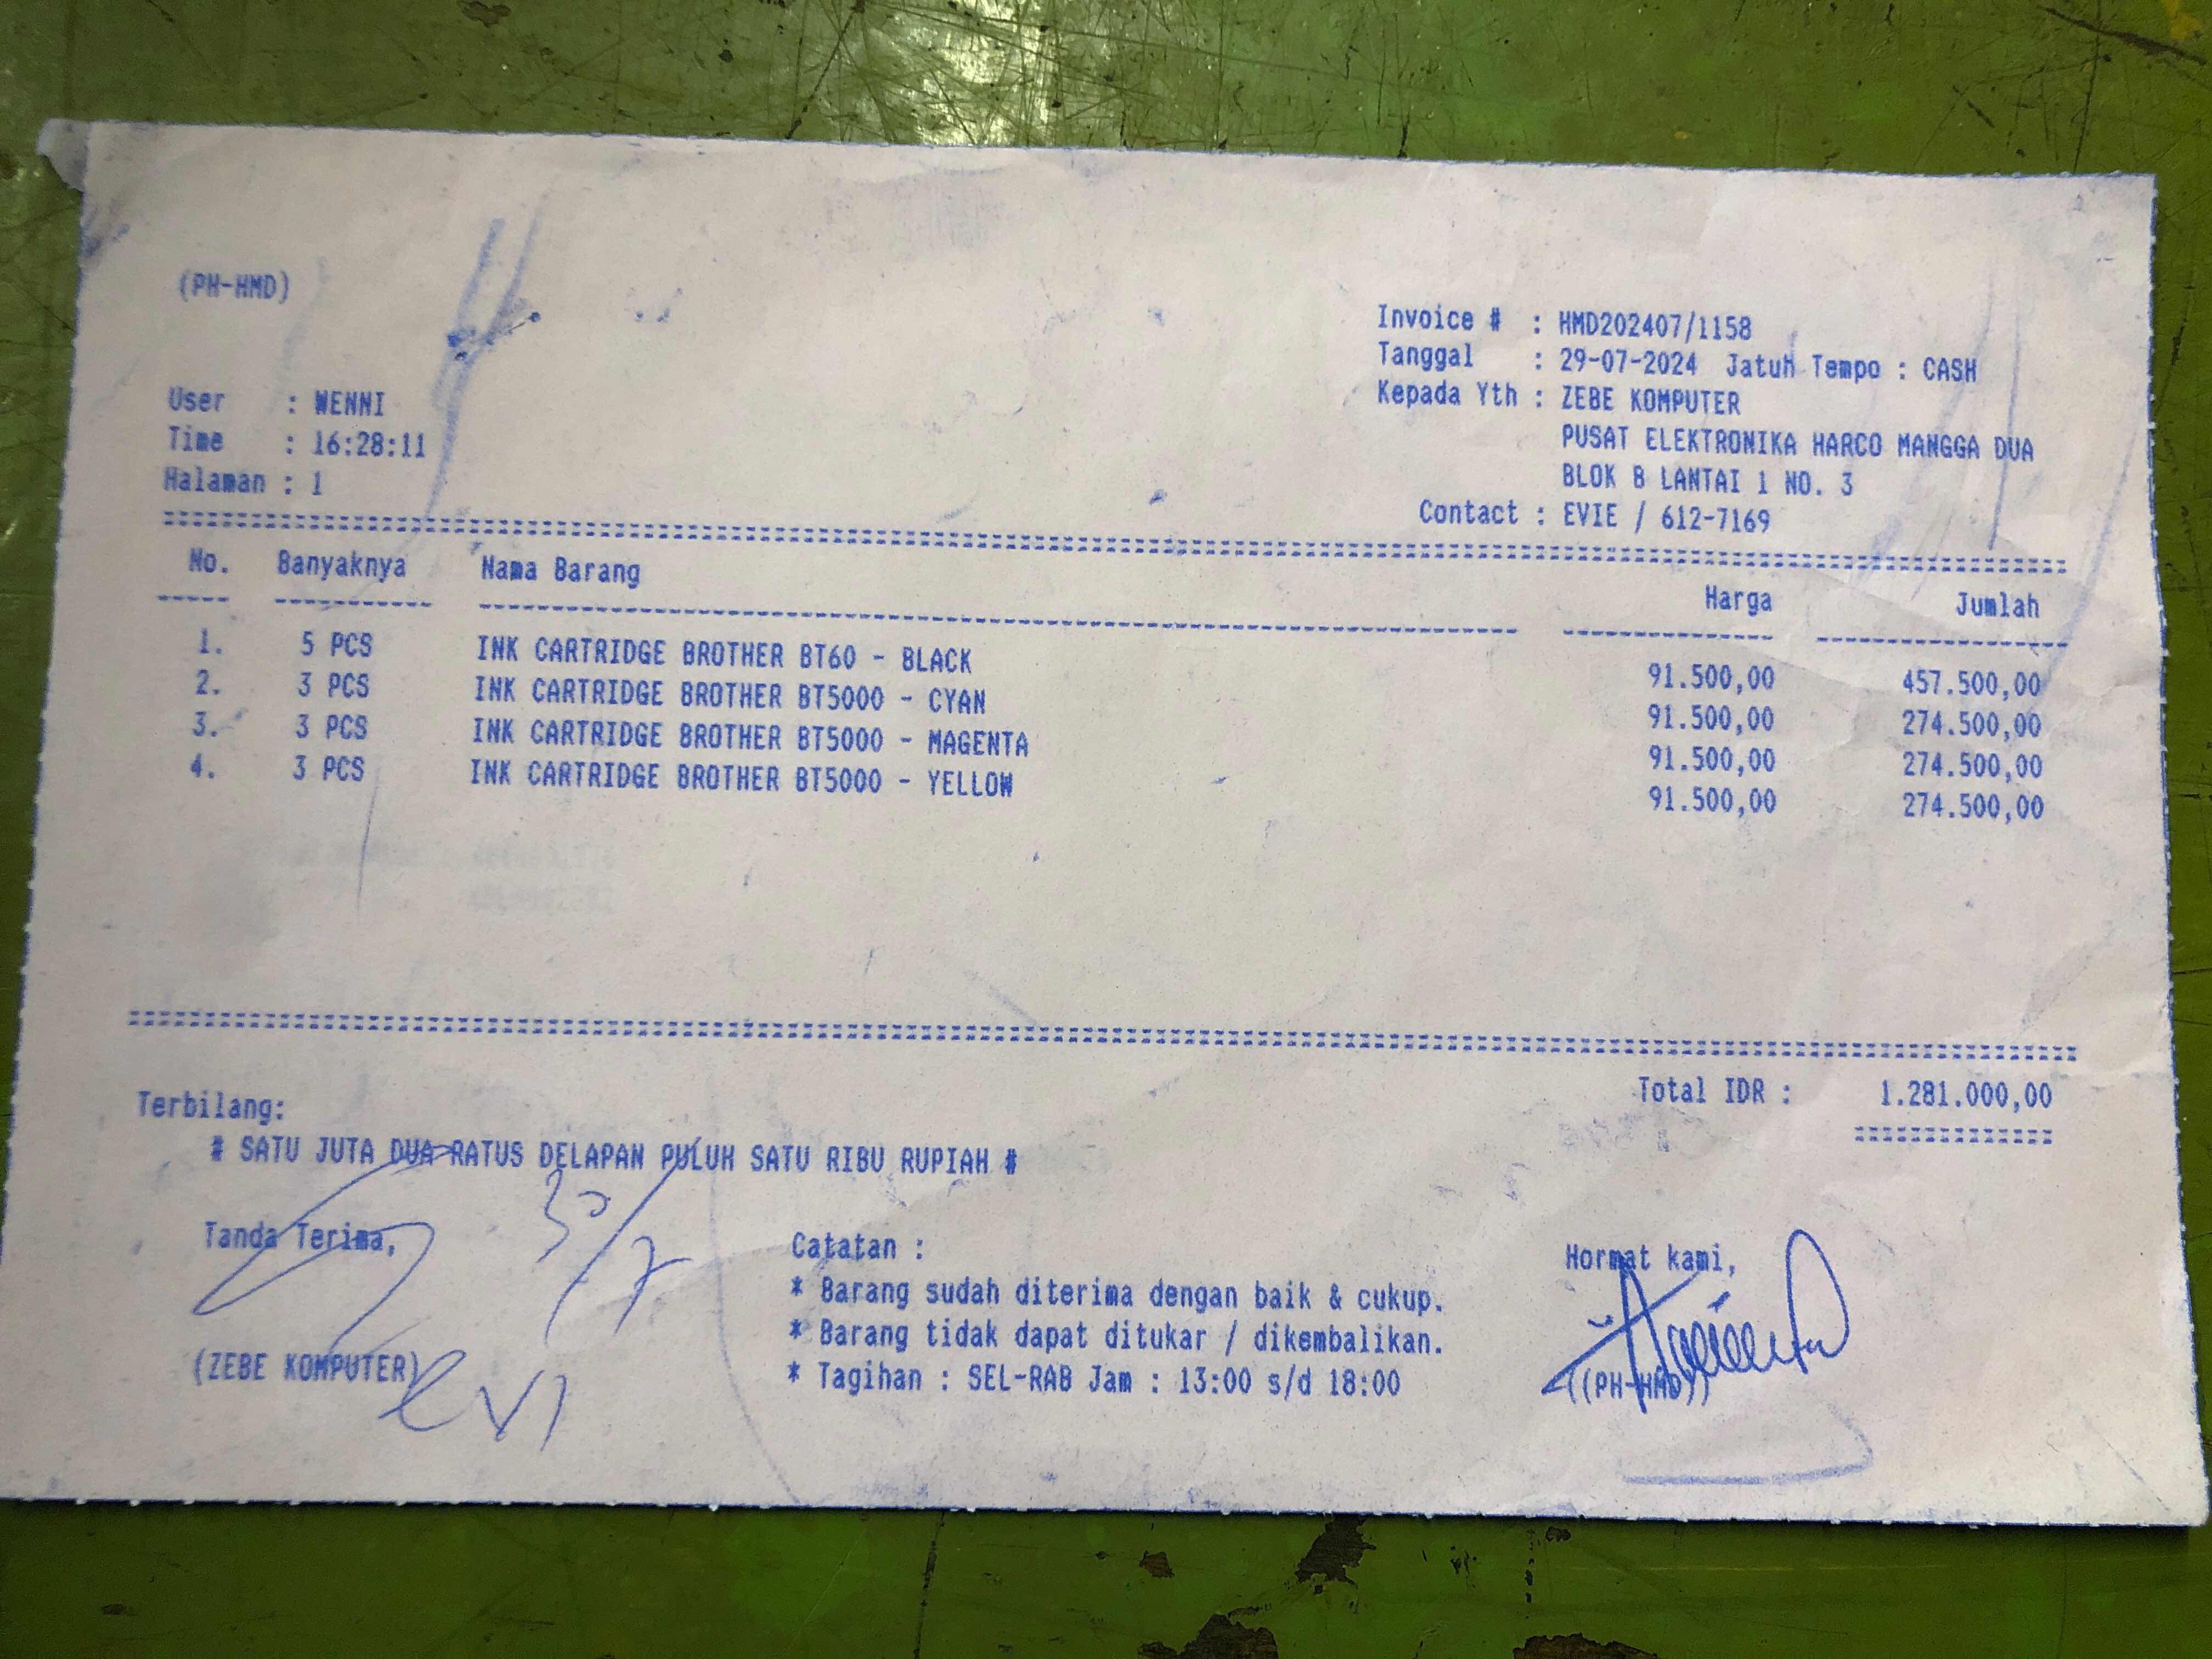 (PH-HMD)
Invoice # : HMD202407/1158
Tanggal : 29-07-2024 Jatuh Tempo : CASH
Kepada Yth : ZEBE KOMPUTER
PUSAT ELEKTRONIKA HARCO MANGGA DUA
BLOK B LANTAI 1 NO. 3
Contact : EVIE / 612-7169
User : WENNI
Time : 16:28:11
Halaman : 1
No. Banyaknya Nama Barang Harga Jumlah
1. 5 PCS INK CARTRIDGE BROTHER BT60 - BLACK 91.500,00 457.500,00
2. 3 PCS INK CARTRIDGE BROTHER BT5000 - CYAN 91.500,00 274.500,00
3. 3 PCS INK CARTRIDGE BROTHER BT5000 - MAGENTA 91.500,00 274.500,00
4. 3 PCS INK CARTRIDGE BROTHER BT5000 - YELLOW 91.500,00 274.500,00
Total IDR : 1.281.000,00
Terbilang:
# SATU JUTA DUA RATUS DELAPAN PULUH SATU RIBU RUPIAH #
30/7
Tanda Terima,
(ZEBE KOMPUTER)
evi
Catatan :
* Barang sudah diterima dengan baik & cukup.
* Barang tidak dapat ditukar / dikembalikan.
* Tagihan : SEL-RAB Jam : 13:00 s/d 18:00
Hormat kami,
((PH-HMD))